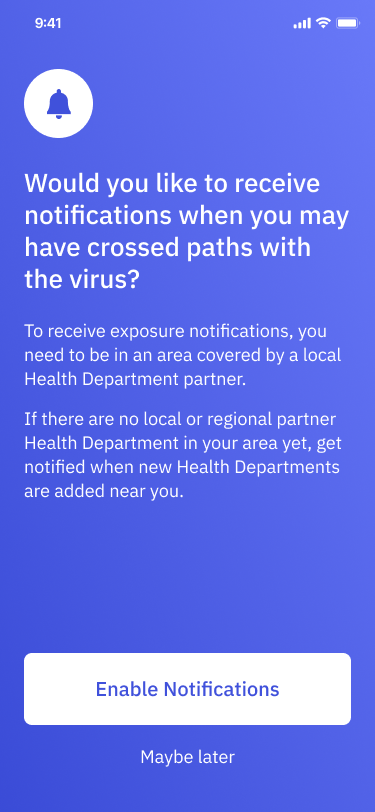 9:41
Would you like to receive
notifications when you may
have crossed paths with
the virus?
To receive exposure notifications, you
need to be in an area covered by a local
Health Department partner.
If there are no local or regional partner
Health Department in your area yet, get
notified when new Health Departments
are added near you.
Enable Notifications
Maybe later